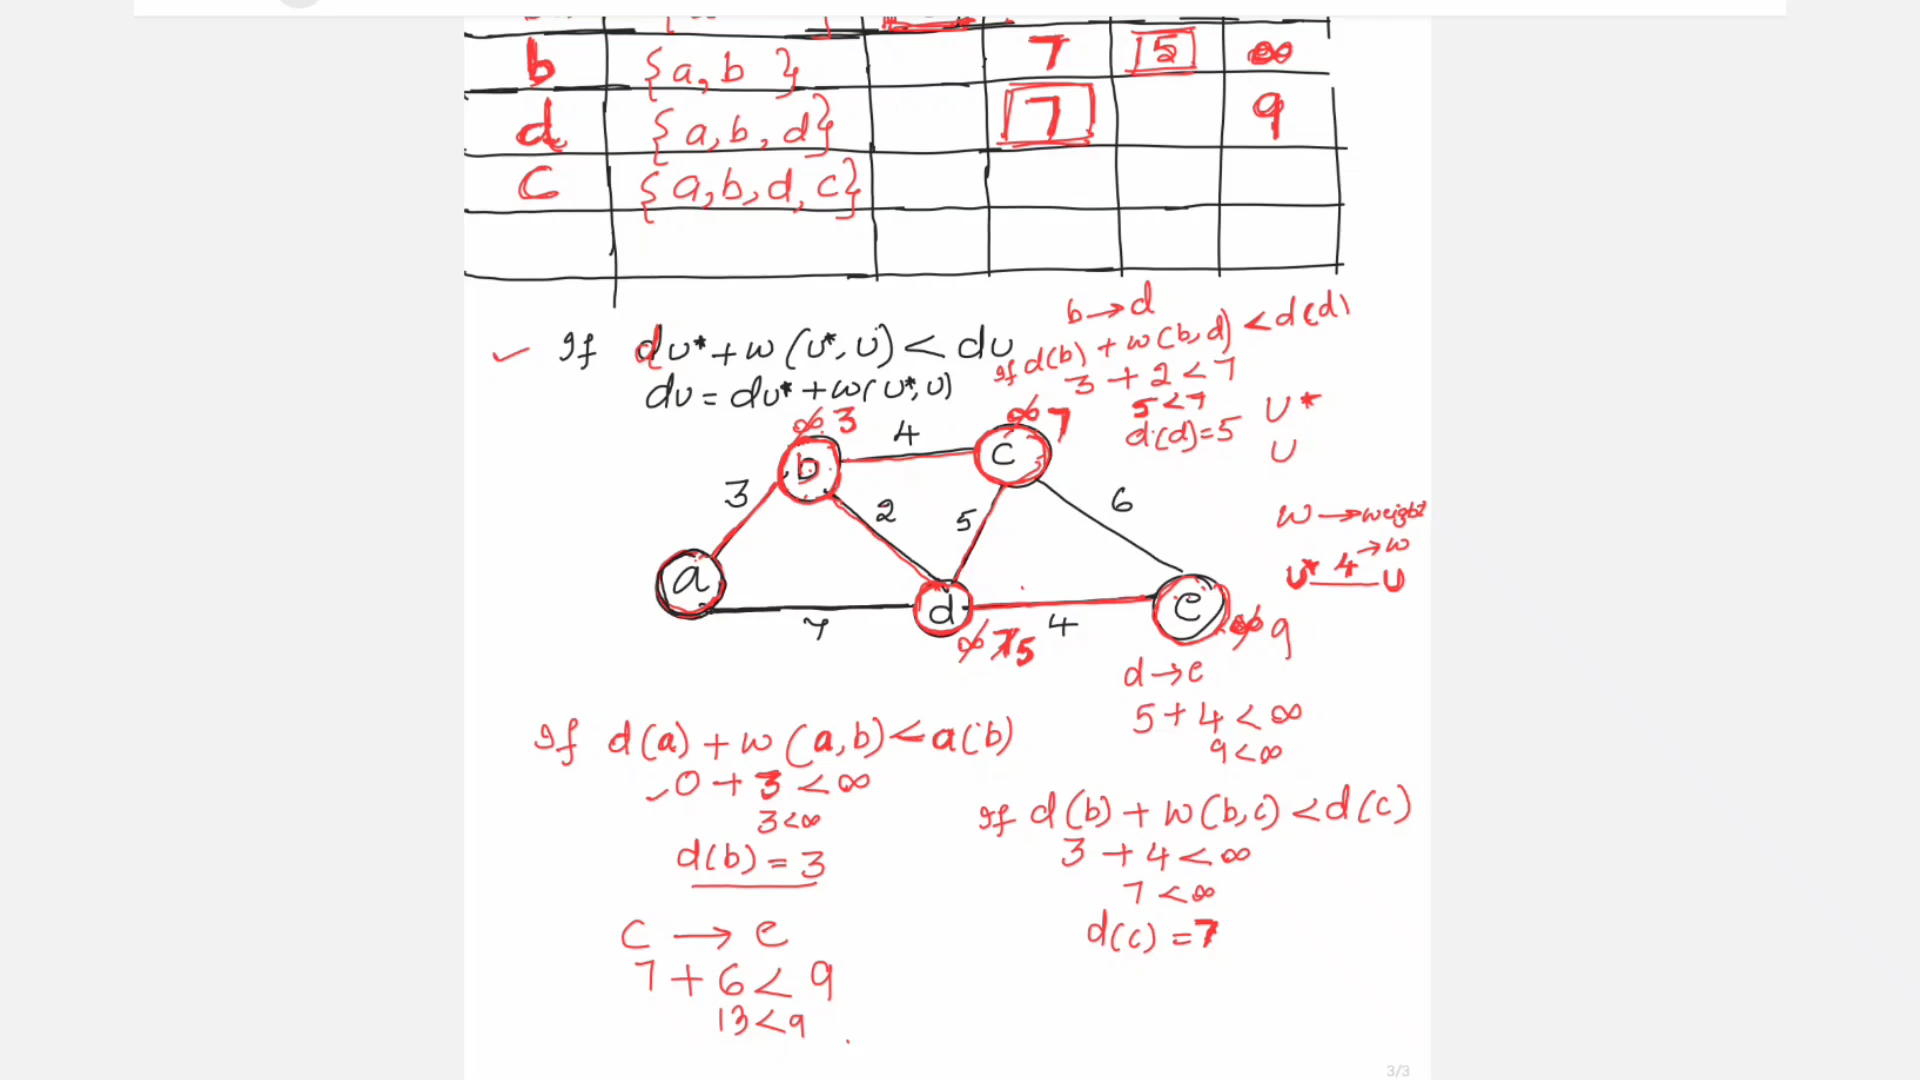 b {a, b } 7 5 ∞
d {a, b, d} 7 9
c {a, b, d, c}
b → d
If du* + w (u*, u) < du
If d(b) + w(b, d) < d(d)
du = du* + w(u*, u)
3 + 2 < 7
5 < 7
d(d) = 5
u*
u
∞ 3
4
∞ 7
b
c
3
2
5
6
w → weight
4 → w
u* u
a
d
e
7
4
∞ 7 5
∞ 9
d → e
5 + 4 < ∞
9 < ∞
If d(a) + w (a, b) < a(b)
0 + 3 < ∞
3 < ∞
d(b) = 3
If d(b) + w(b, c) < d(c)
3 + 4 < ∞
7 < ∞
d(c) = 7
c → e
7 + 6 < 9
13 < 9
3/3